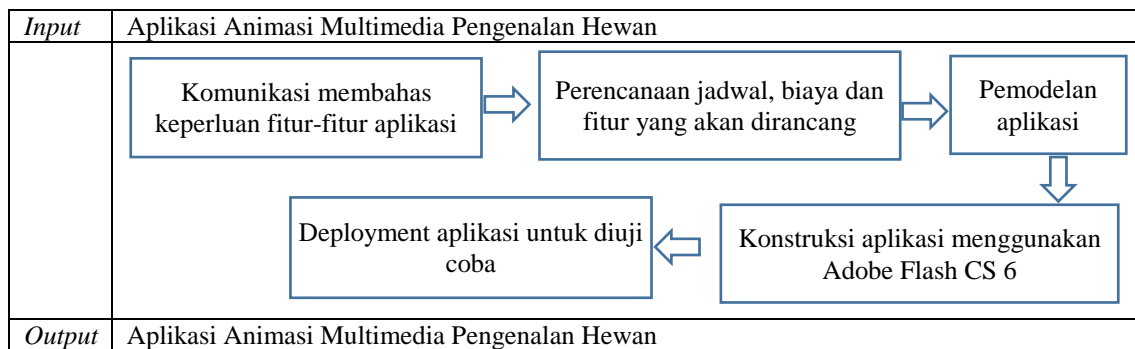 Input Aplikasi Animasi Multimedia Pengenalan Hewan
Komunikasi membahas
keperluan fitur-fitur aplikasi
Perencanaan jadwal, biaya dan
fitur yang akan dirancang
Pemodelan
aplikasi
Konstruksi aplikasi menggunakan
Adobe Flash CS 6
Deployment aplikasi untuk diuji
coba
Output Aplikasi Animasi Multimedia Pengenalan Hewan